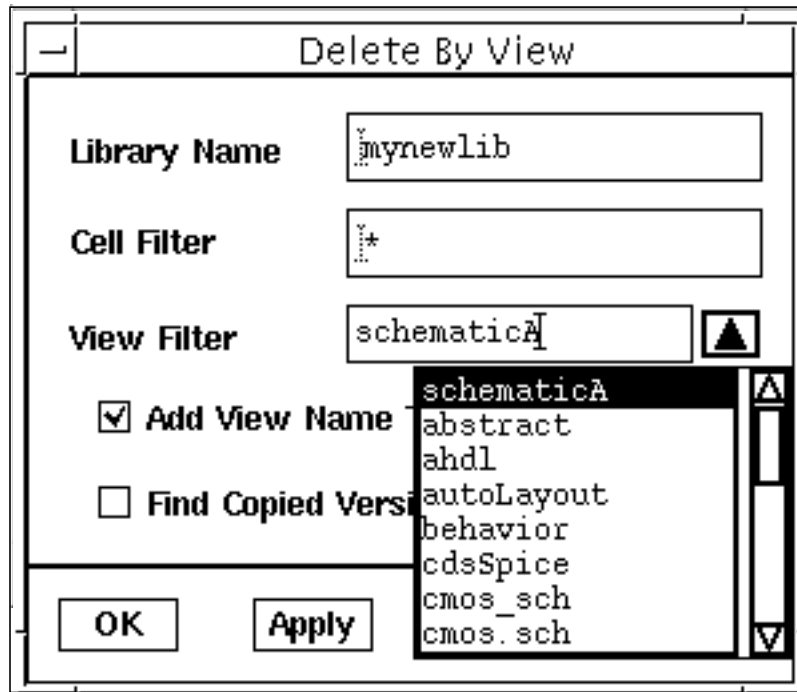 Delete By View
Library Name
mynewlib
Cell Filter
*
View Filter
schematicA
schematicA
Add View Name
abstract
ahdl
autoLayout
Find Copied
behavior
cdsSpice
cmos_sch
cmos.sch
OK
Apply